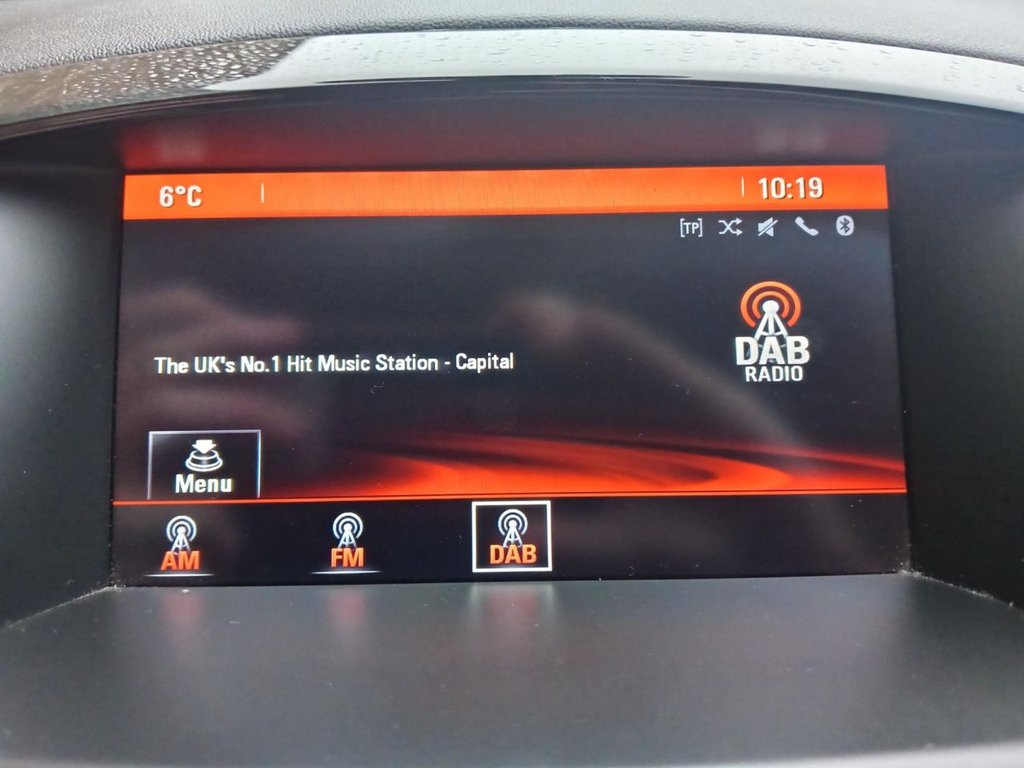 6°C
10:19
[TP]
DAB
RADIO
The UK's No.1 Hit Music Station - Capital
Menu
AM
FM
DAB